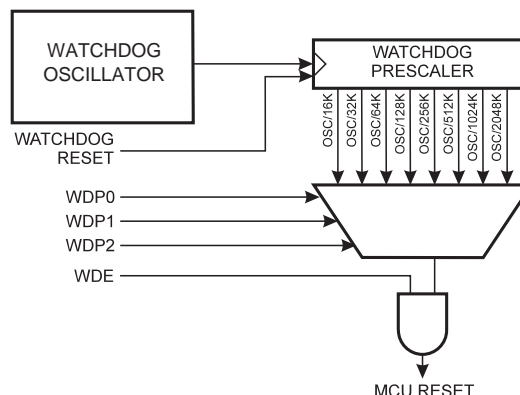 WATCHDOG
OSCILLATOR
WATCHDOG
PRESCALER
WATCHDOG
RESET
OSC/16K
OSC/32K
OSC/64K
OSC/128K
OSC/256K
OSC/512K
OSC/1024K
OSC/2048K
WDP0
WDP1
WDP2
WDE
MCU RESET